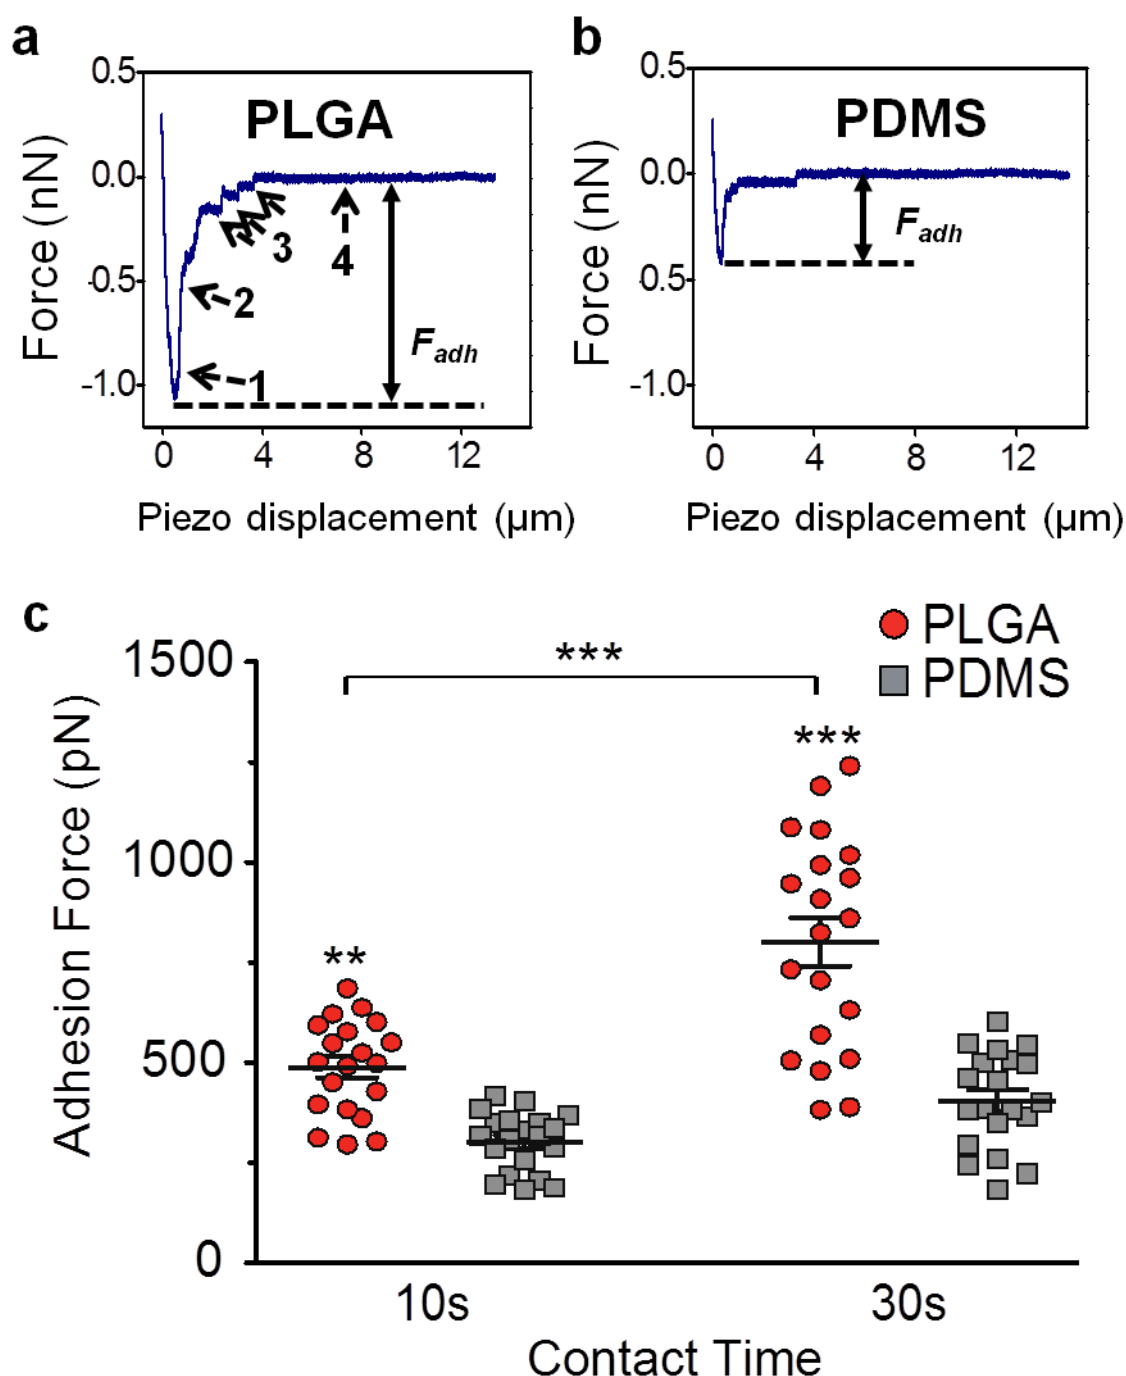 a
PLGA
Force (nN)
0.5
0.0
-0.5
-1.0
1
2
3
4
Fadh
0 4 8 12
Piezo displacement (µm)
b
PDMS
Force (nN)
0.5
0.0
-0.5
-1.0
Fadh
0 4 8 12
Piezo displacement (µm)
c
PLGA
PDMS
Adhesion Force (pN)
1500
1000
500
0
***
**
***
10s 30s
Contact Time